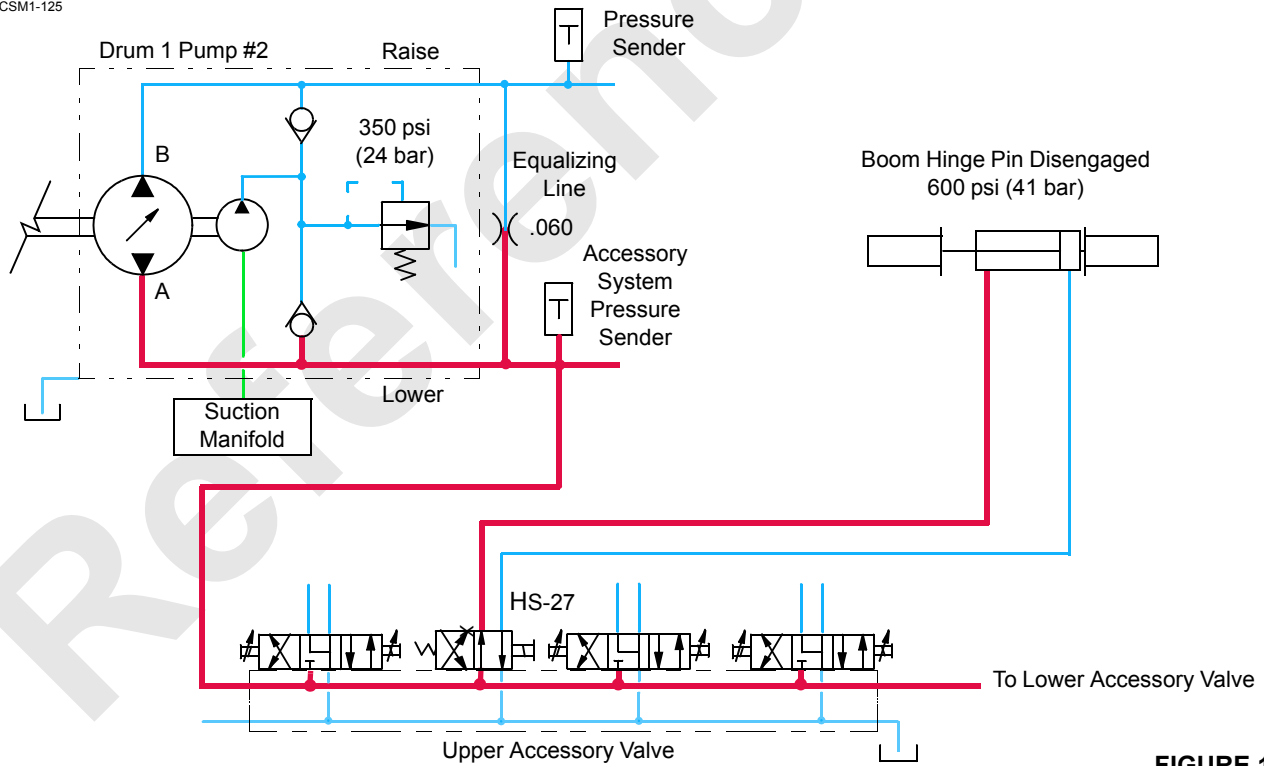 CSM1-125
Drum 1 Pump #2
Raise
Pressure
Sender
350 psi
(24 bar)
B
A
Equalizing
Line
.060
Accessory
System
Pressure
Sender
T
T
Boom Hinge Pin Disengaged
600 psi (41 bar)
Lower
Suction
Manifold
HS-27
To Lower Accessory Valve
Upper Accessory Valve
FIGURE 1
Referenc